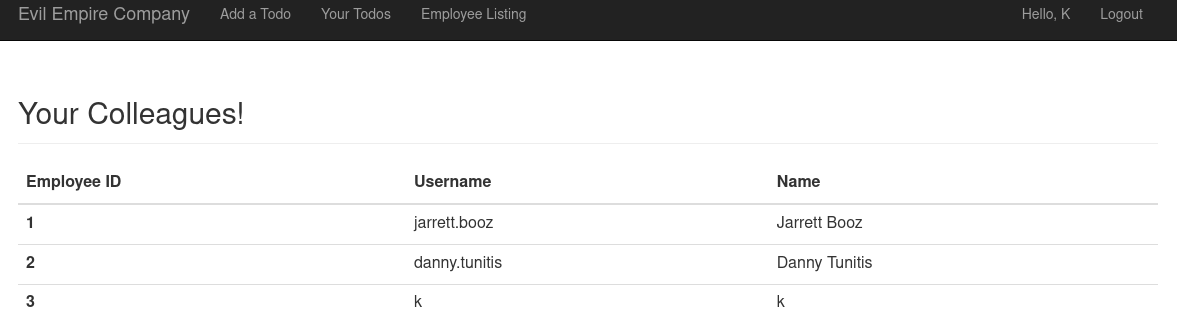 Evil Empire Company Add a Todo Your Todos Employee Listing Hello, K Logout
Your Colleagues!
Employee ID Username Name
1 jarrett.booz Jarrett Booz
2 danny.tunitis Danny Tunitis
3 k k